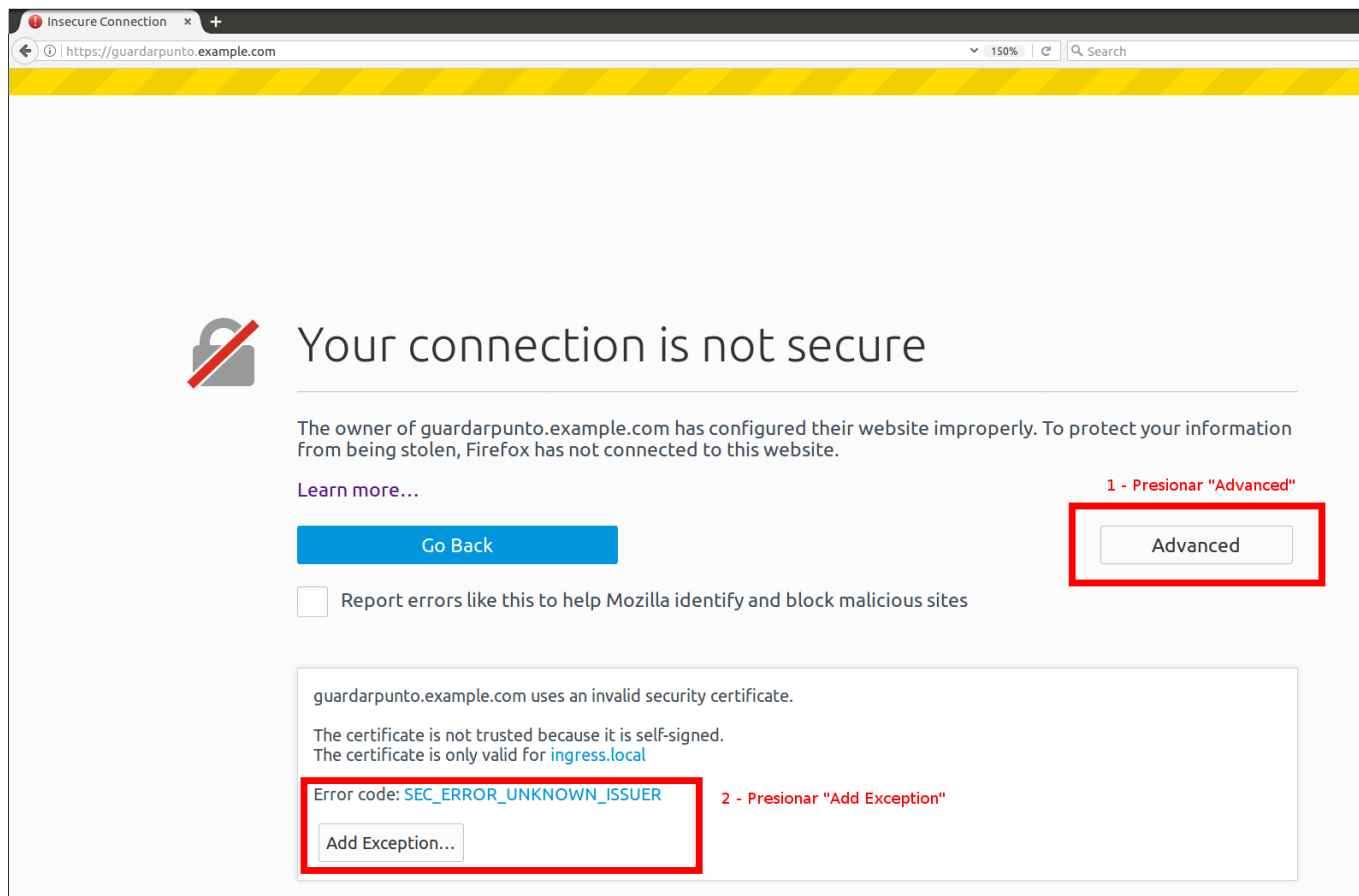 Insecure Connection
https://guardarpunto.example.com
150%
Search
Your connection is not secure
The owner of guardarpunto.example.com has configured their website improperly. To protect your information
from being stolen, Firefox has not connected to this website.
Learn more…
1 - Presionar "Advanced"
Go Back
Advanced
Report errors like this to help Mozilla identify and block malicious sites
guardarpunto.example.com uses an invalid security certificate.
The certificate is not trusted because it is self-signed.
The certificate is only valid for ingress.local
Error code: SEC_ERROR_UNKNOWN_ISSUER
2 - Presionar "Add Exception"
Add Exception…